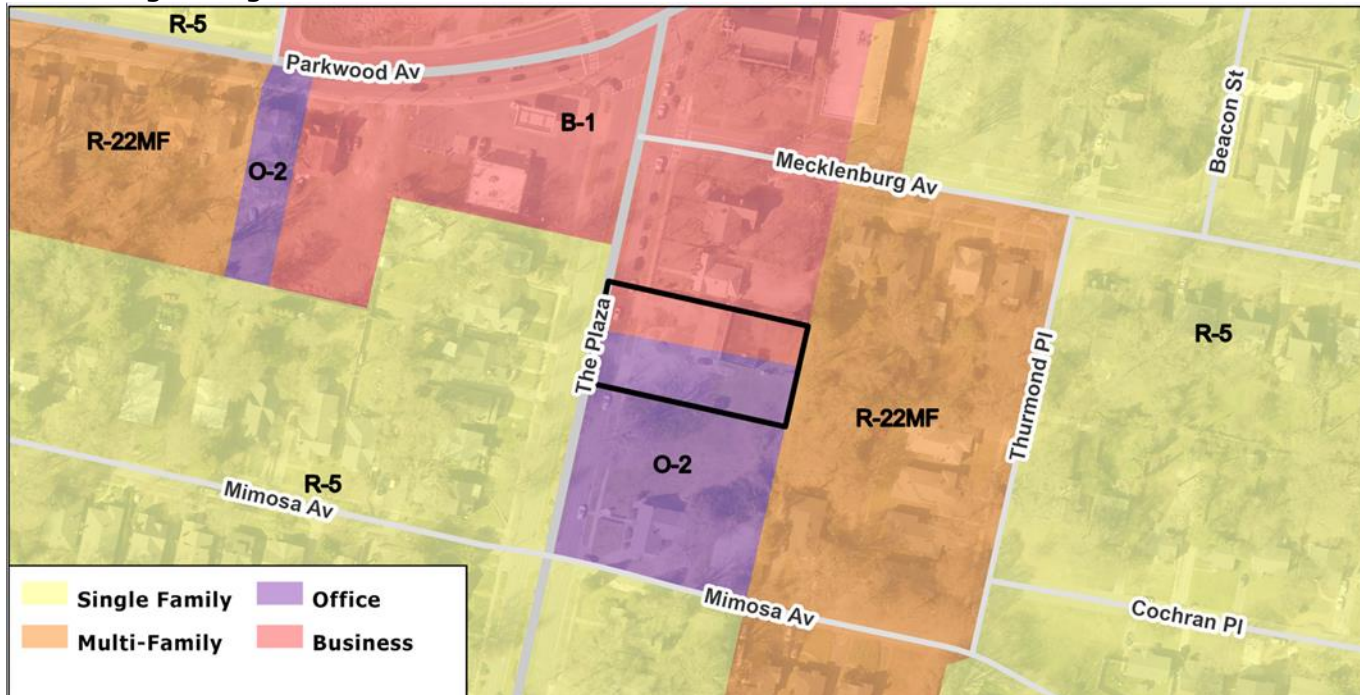 R-5
Parkwood Av
B-1
R-22MF
O-2
Mecklenburg Av
Beacon St
The Plaza
R-5
Thurmond Pl
R-22MF
O-2
R-5
Mimosa Av
Mimosa Av
Cochran Pl
Single Family
Office
Multi-Family
Business